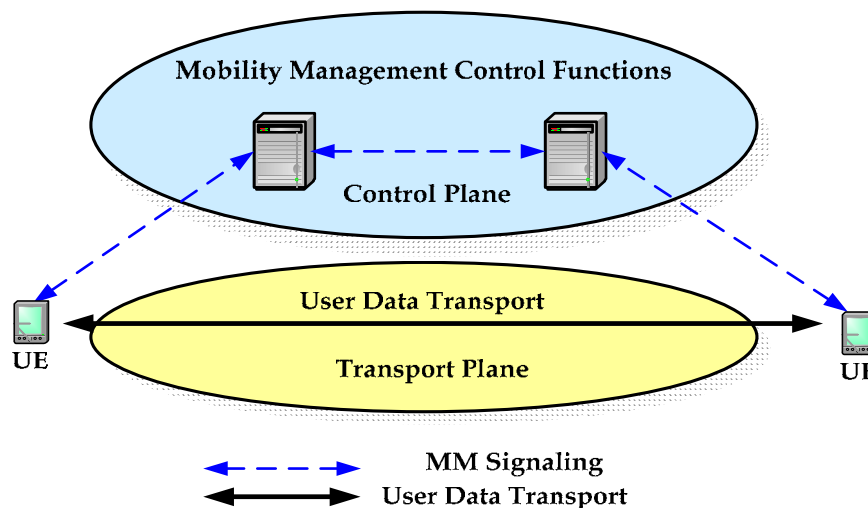 Mobility Management Control Functions
Control Plane
User Data Transport
UE
Transport Plane
MM Signaling
User Data Transport